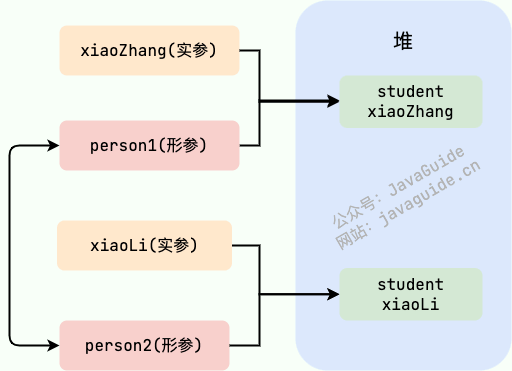 堆
xiaoZhang(实参)
student
xiaoZhang
person1(形参)
公众号：JavaGuide
网站：javaguide.cn
xiaoLi(实参)
student
xiaoLi
person2(形参)